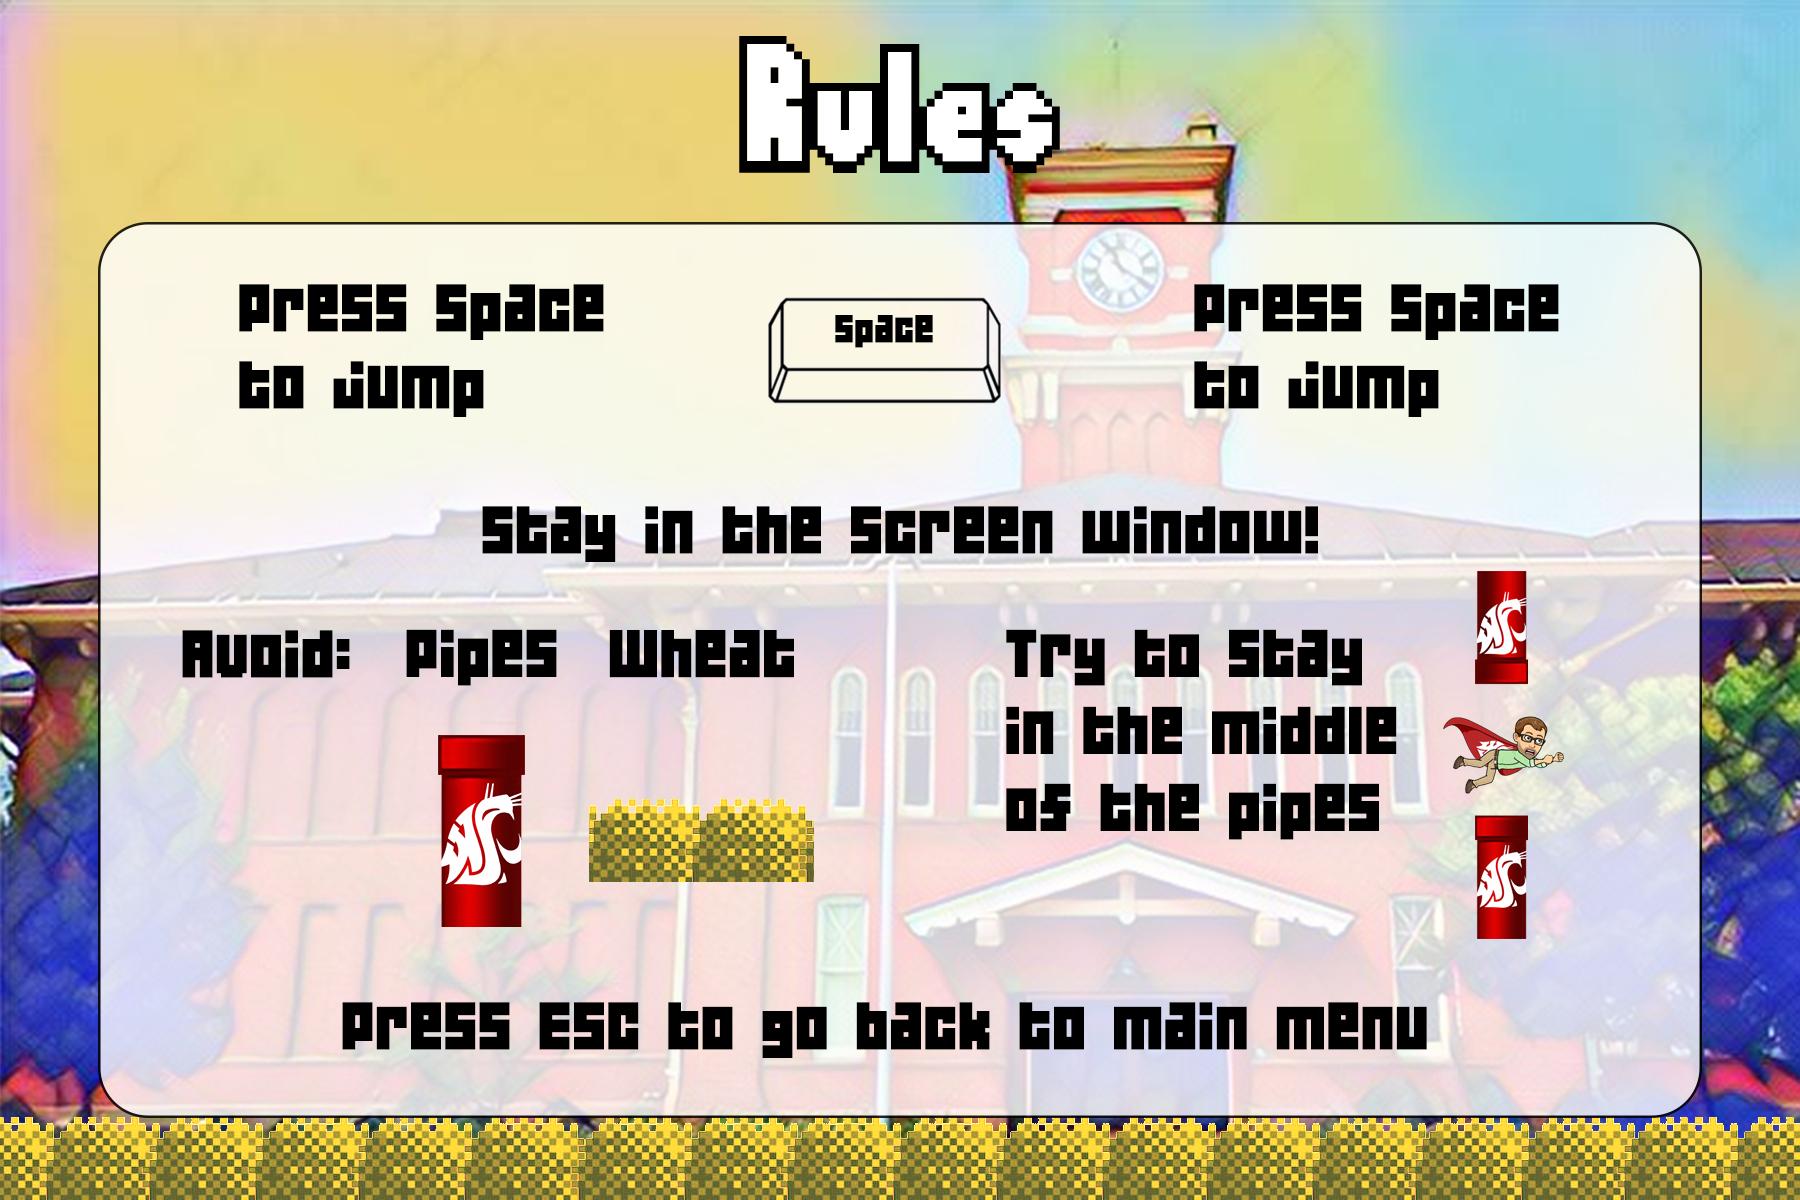 Rules
Press Space
to jump
Space
Press Space
to jump
Stay in the screen window!
Avoid: Pipes Wheat
Try to stay
in the middle
of the pipes
Press ESC to go back to main menu